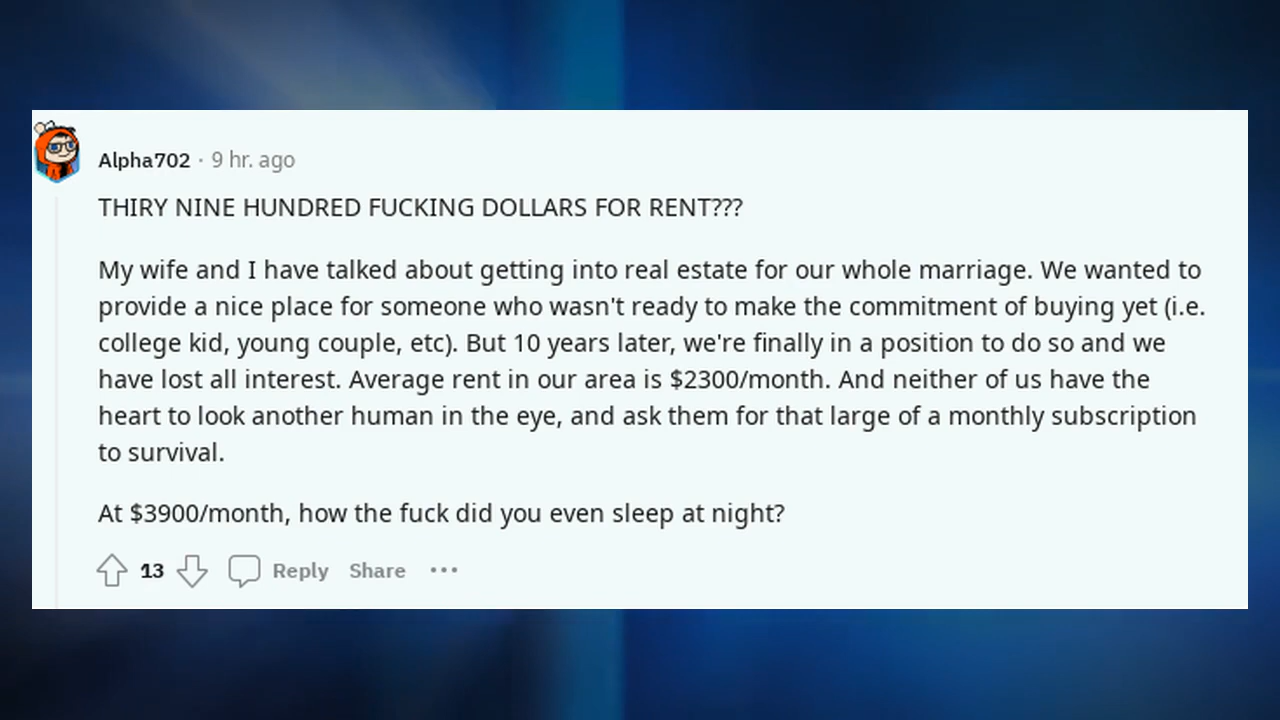 Alpha702 · 9 hr. ago
THIRY NINE HUNDRED FUCKING DOLLARS FOR RENT???
My wife and I have talked about getting into real estate for our whole marriage. We wanted to
provide a nice place for someone who wasn't ready to make the commitment of buying yet (i.e.
college kid, young couple, etc). But 10 years later, we're finally in a position to do so and we
have lost all interest. Average rent in our area is $2300/month. And neither of us have the
heart to look another human in the eye, and ask them for that large of a monthly subscription
to survival.
At $3900/month, how the fuck did you even sleep at night?
13 Reply Share ···